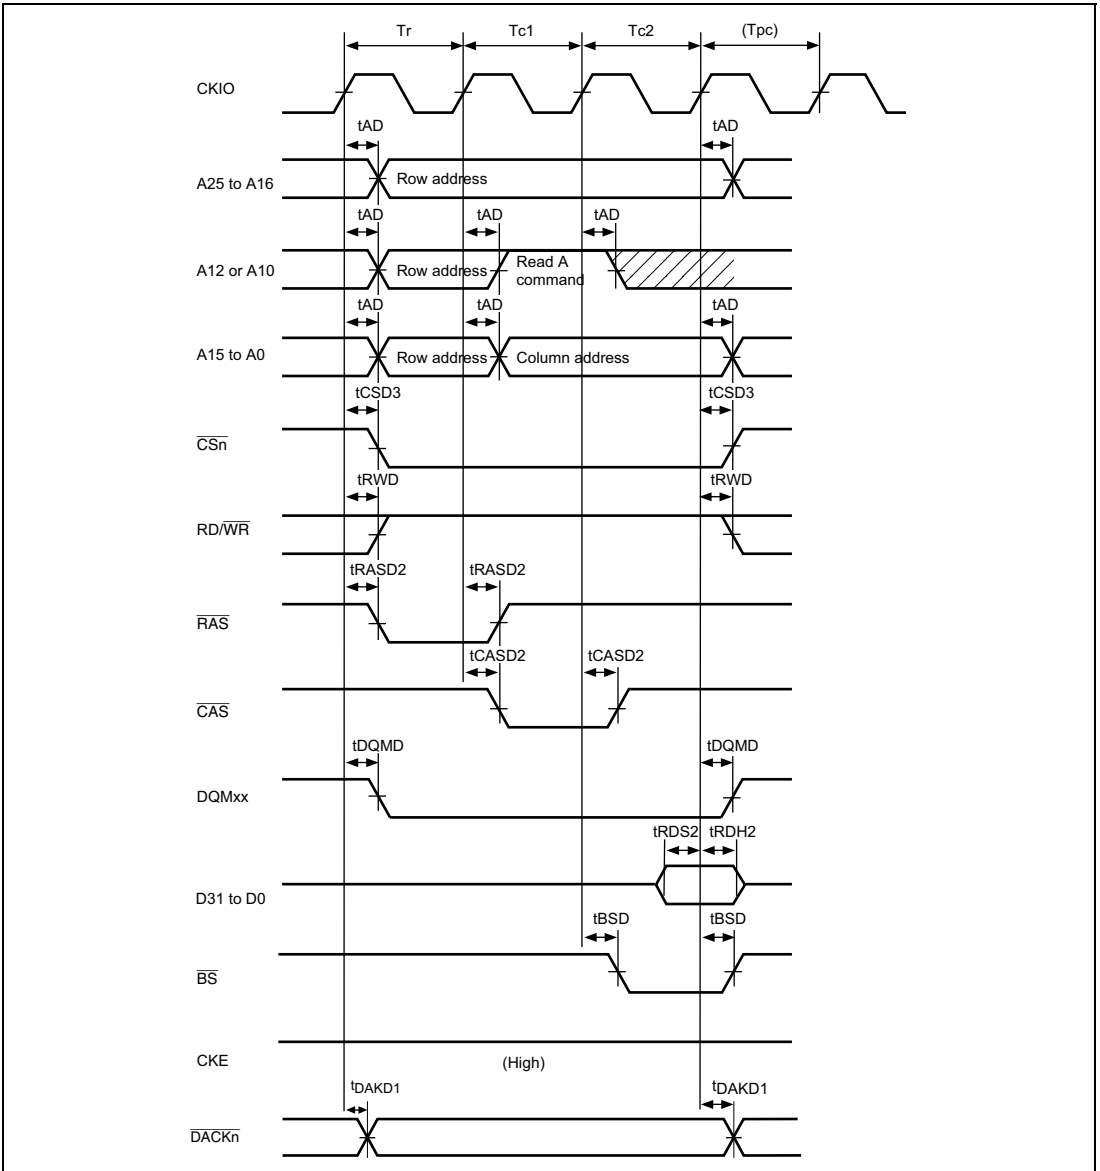 Tr Tc1 Tc2 (Tpc)
CKIO
tAD tAD
A25 to A16 Row address
tAD tAD tAD
A12 or A10 Row address Read A
command
tAD tAD tAD
A15 to A0 Row address Column address
tCSD3 tCSD3
CSn
tRWD tRWD
RD/WR
tRASD2 tRASD2
RAS
tCASD2 tCASD2
CAS
tDQMD tDQMD
DQMxx
tRDS2 tRDH2
D31 to D0
tBSD tBSD
BS
CKE (High)
tDAKD1 tDAKD1
DACKn